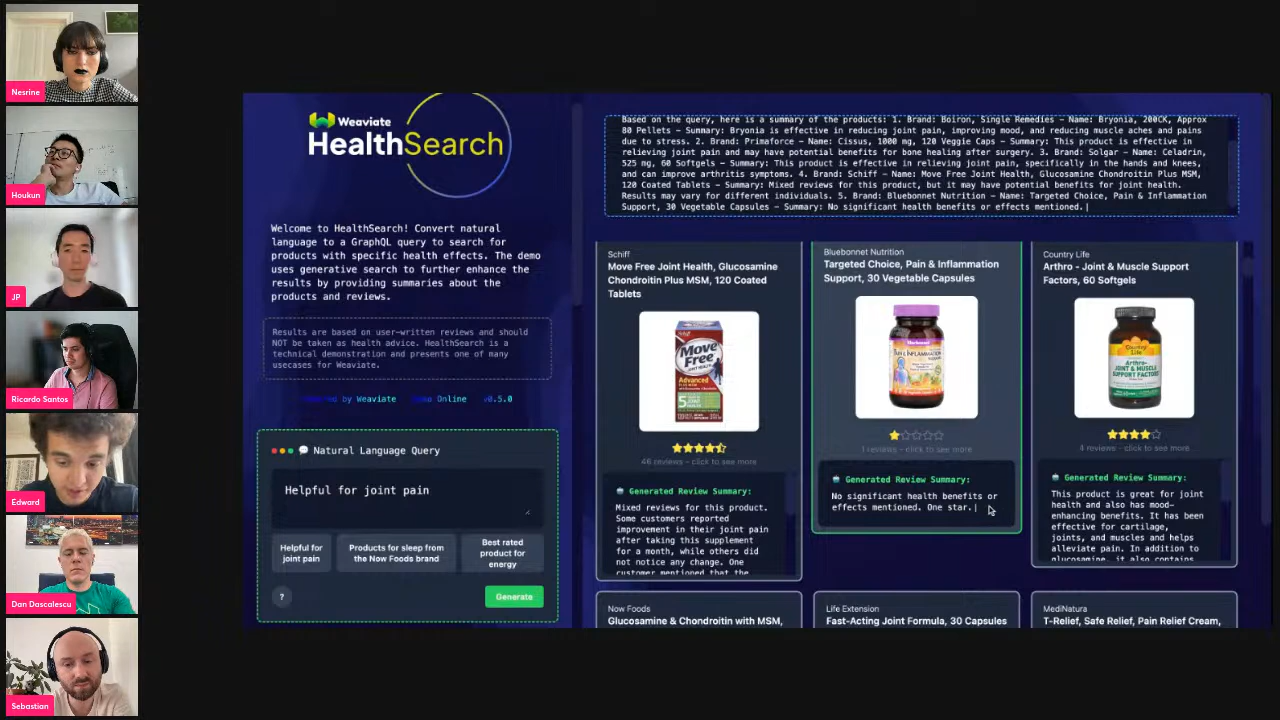 Nesrine
Houkun
JP
Ricardo Santos
Edward
Dan Dascalescu
Sebastian
Weaviate
HealthSearch
Welcome to HealthSearch! Convert natural
language to a GraphQL query to search for
products with specific health effects. The demo
uses generative search to further enhance the
results by providing summaries about the
products and reviews.
Results are based on user-written reviews and should
NOT be taken as health advice. HealthSearch is a
technical demonstration and presents one of many
usecases for Weaviate.
by Weaviate
Online
v0.5.0
Natural Language Query
Helpful for joint pain
Helpful for
joint pain
Products for sleep from
the Now Foods brand
Best rated
product for
energy
?
Generate
Based on the query, here is a summary of the products: 1. Brand: Boiron, Single Remedies – Name: Bryonia, 200CK, Approx
80 Pellets – Summary: Bryonia is effective in reducing joint pain, improving mood, and reducing muscle aches and pains
due to stress. 2. Brand: Primaforce – Name: Cissus, 1000 mg, 120 Veggie Caps – Summary: This product is effective in
relieving joint pain and may have potential benefits for bone healing after surgery. 3. Brand: Solgar – Name: Celadrin,
525 mg, 60 Softgels – Summary: This product is effective in relieving joint pain, specifically in the hands and knees,
and can improve arthritis symptoms. 4. Brand: Schiff – Name: Move Free Joint Health, Glucosamine Chondroitin Plus MSM,
120 Coated Tablets – Summary: Mixed reviews for this product, but it may have potential benefits for joint health.
Results may vary for different individuals. 5. Brand: Bluebonnet Nutrition – Name: Targeted Choice, Pain & Inflammation
Support, 30 Vegetable Capsules – Summary: No significant health benefits or effects mentioned.
Schiff
Move Free Joint Health, Glucosamine
Chondroitin Plus MSM, 120 Coated
Tablets
Move
Free
Advanced
5
46 reviews – click to see more
Generated Review Summary:
Mixed reviews for this product.
Some customers reported
improvement in their joint pain
after taking this supplement
for a month, while others did
not notice any change. One
customer mentioned that the
Bluebonnet Nutrition
Targeted Choice, Pain & Inflammation
Support, 30 Vegetable Capsules
PAIN & INFLAMMATION
1 reviews – click to see more
Generated Review Summary:
No significant health benefits or
effects mentioned. One star.
Country Life
Arthro - Joint & Muscle Support
Factors, 60 Softgels
Country
Life
Arthro-
JOINT & MUSCLE
SUPPORT FACTORS
4 reviews – click to see more
Generated Review Summary:
This product is great for joint
health and also has mood-
enhancing benefits. It has been
effective for cartilage,
joints, and muscles and helps
alleviate pain. In addition to
glucosamine, it also contains
Now Foods
Glucosamine & Chondroitin with MSM,
Life Extension
Fast-Acting Joint Formula, 30 Capsules
MediNatura
T-Relief, Safe Relief, Pain Relief Cream,